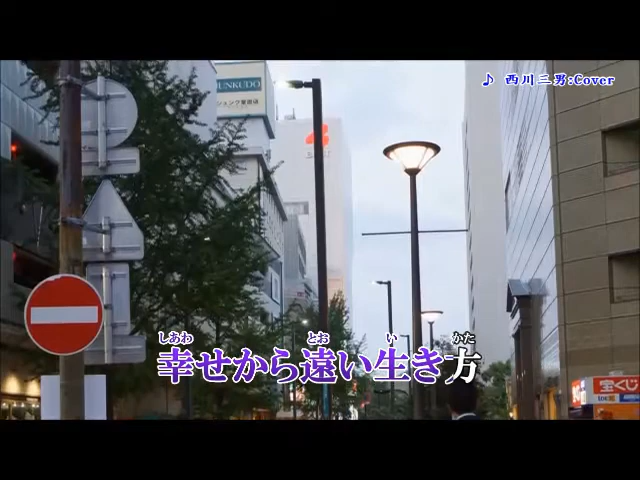 ♪ 西川三男:Cover
UNKUDO
しあわ とお い かた
幸せから遠い生き方
宝くじ